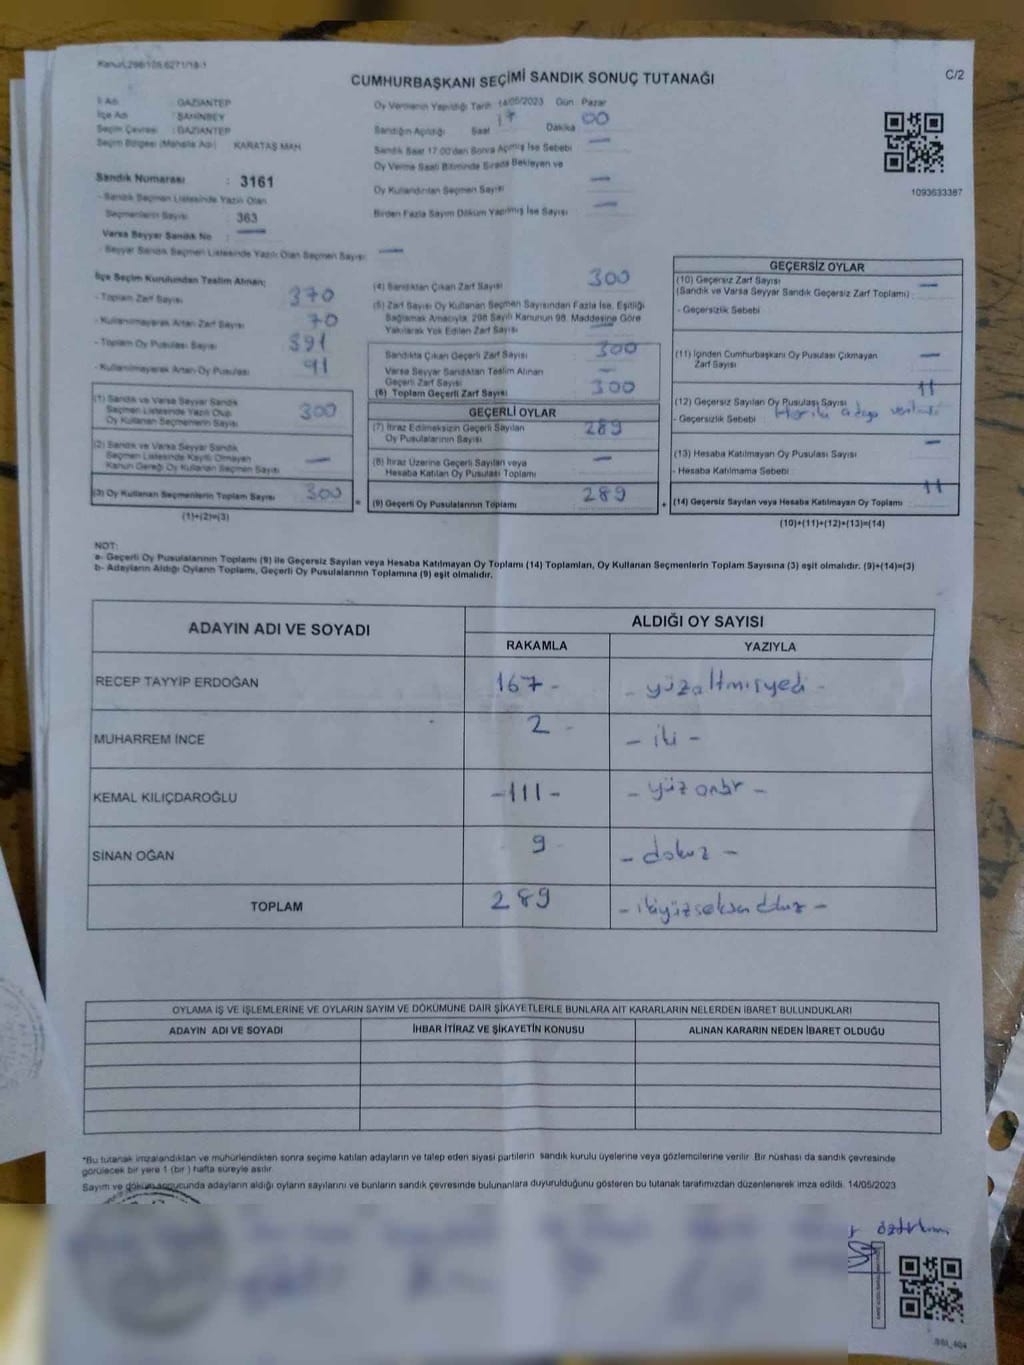 Kanun:298/105.6271/18-1
C/2
CUMHURBAŞKANI SEÇİMİ SANDIK SONUÇ TUTANAĞI
İl Adı : GAZİANTEP
İlçe Adı : ŞAHİNBEY
Seçim Çevresi : GAZİANTEP
Seçim Bölgesi (Mahalle Adı) KARATAŞ MAH
Sandık Numarası : 3161
- Sandık Seçmen Listesinde Yazılı Olan
Seçmenlerin Sayısı : 363
Varsa Seyyar Sandık No : —
- Seyyar Sandık Seçmen Listesinde Yazılı Olan Seçmen Sayısı: —
Oy Vermenin Yapıldığı Tarih 14/05/2023 Gün Pazar
Sandığın Açıldığı Saat 17 Dakika 00
Sandık Saat 17.00'den Sonra Açılmış İse Sebebi —
Oy Verme Saati Bitiminde Sırada Bekleyen ve
Oy Kullandırılan Seçmen Sayısı —
Birden Fazla Sayım Döküm Yapılmış İse Sayısı —
1093633387
İlçe Seçim Kurulundan Teslim Alınan;
- Toplam Zarf Sayısı 370
- Kullanılmayarak Artan Zarf Sayısı 70
- Toplam Oy Pusulası Sayısı 391
- Kullanılmayarak Artan Oy Pusulası 91
(1) Sandık ve Varsa Seyyar Sandık
Seçmen Listesinde Yazılı Olup
Oy Kullanan Seçmenlerin Sayısı 300
(2) Sandık ve Varsa Seyyar Sandık
Seçmen Listesinde Kayıtlı Olmayan
Kanun Gereği Oy Kullanan Seçmen Sayısı —
(3) Oy Kullanan Seçmenlerin Toplam Sayısı 300
(1)+(2)=(3)
(4) Sandıktan Çıkan Zarf Sayısı 300
(5) Zarf Sayısı Oy Kullanan Seçmen Sayısından Fazla İse, Eşitliği
Sağlamak Amacıyla, 298 Sayılı Kanunun 98. Maddesine Göre
Yakılarak Yok Edilen Zarf Sayısı —
Sandıkta Çıkan Geçerli Zarf Sayısı 300
Varsa Seyyar Sandıktan Teslim Alınan
Geçerli Zarf Sayısı —
(6) Toplam Geçerli Zarf Sayısı 300
GEÇERLİ OYLAR
(7) İtiraz Edilmeksizin Geçerli Sayılan
Oy Pusulalarının Sayısı 289
(8) İtiraz Üzerine Geçerli Sayılan veya
Hesaba Katılan Oy Pusulası Toplamı —
(9) Geçerli Oy Pusulalarının Toplamı 289
GEÇERSİZ OYLAR
(10) Geçersiz Zarf Sayısı
(Sandık ve Varsa Seyyar Sandık Geçersiz Zarf Toplamı) : —
- Geçersizlik Sebebi :
(11) İçinden Cumhurbaşkanı Oy Pusulası Çıkmayan
Zarf Sayısı —
(12) Geçersiz Sayılan Oy Pusulası Sayısı 11
- Geçersizlik Sebebi :
(13) Hesaba Katılmayan Oy Pusulası Sayısı —
- Hesaba Katılmama Sebebi :
(14) Geçersiz Sayılan veya Hesaba Katılmayan Oy Toplamı 11
(10)+(11)+(12)+(13)=(14)
NOT:
a- Geçerli Oy Pusulalarının Toplamı (9) ile Geçersiz Sayılan veya Hesaba Katılmayan Oy Toplamı (14) Toplamları, Oy Kullanan Seçmenlerin Toplam Sayısına (3) eşit olmalıdır. (9)+(14)=(3)
b- Adayların Aldığı Oyların Toplamı, Geçerli Oy Pusulalarının Toplamına (9) eşit olmalıdır.
ADAYIN ADI VE SOYADI
ALDIĞI OY SAYISI
RAKAMLA YAZIYLA
RECEP TAYYİP ERDOĞAN 167- - yüzaltmışyedi -
MUHARREM İNCE 2 - - iki -
KEMAL KILIÇDAROĞLU -111- - yüz onbir -
SİNAN OĞAN 9 - dokuz -
TOPLAM 289 - ikiyüzseksendokuz -
OYLAMA İŞ VE İŞLEMLERİNE VE OYLARIN SAYIM VE DÖKÜMÜNE DAİR ŞİKAYETLERLE BUNLARA AİT KARARLARIN NELERDEN İBARET BULUNDUKLARI
ADAYIN ADI VE SOYADI İHBAR İTİRAZ VE ŞİKAYETİN KONUSU ALINAN KARARIN NEDEN İBARET OLDUĞU
*Bu tutanak imzalandıktan ve mühürlendikten sonra seçime katılan adayların ve talep eden siyasi partilerin sandık kurulu üyelerine veya gözlemcilerine verilir. Bir nüshası da sandık çevresinde
görülecek bir yere 1 (bir ) hafta süreyle asılır.
Sayım ve döküm sonucunda adayların aldığı oyların sayılarını ve bunların sandık çevresinde bulunanlara duyurulduğunu gösteren bu tutanak tarafımızdan düzenlenerek imza edildi. 14/05/2023